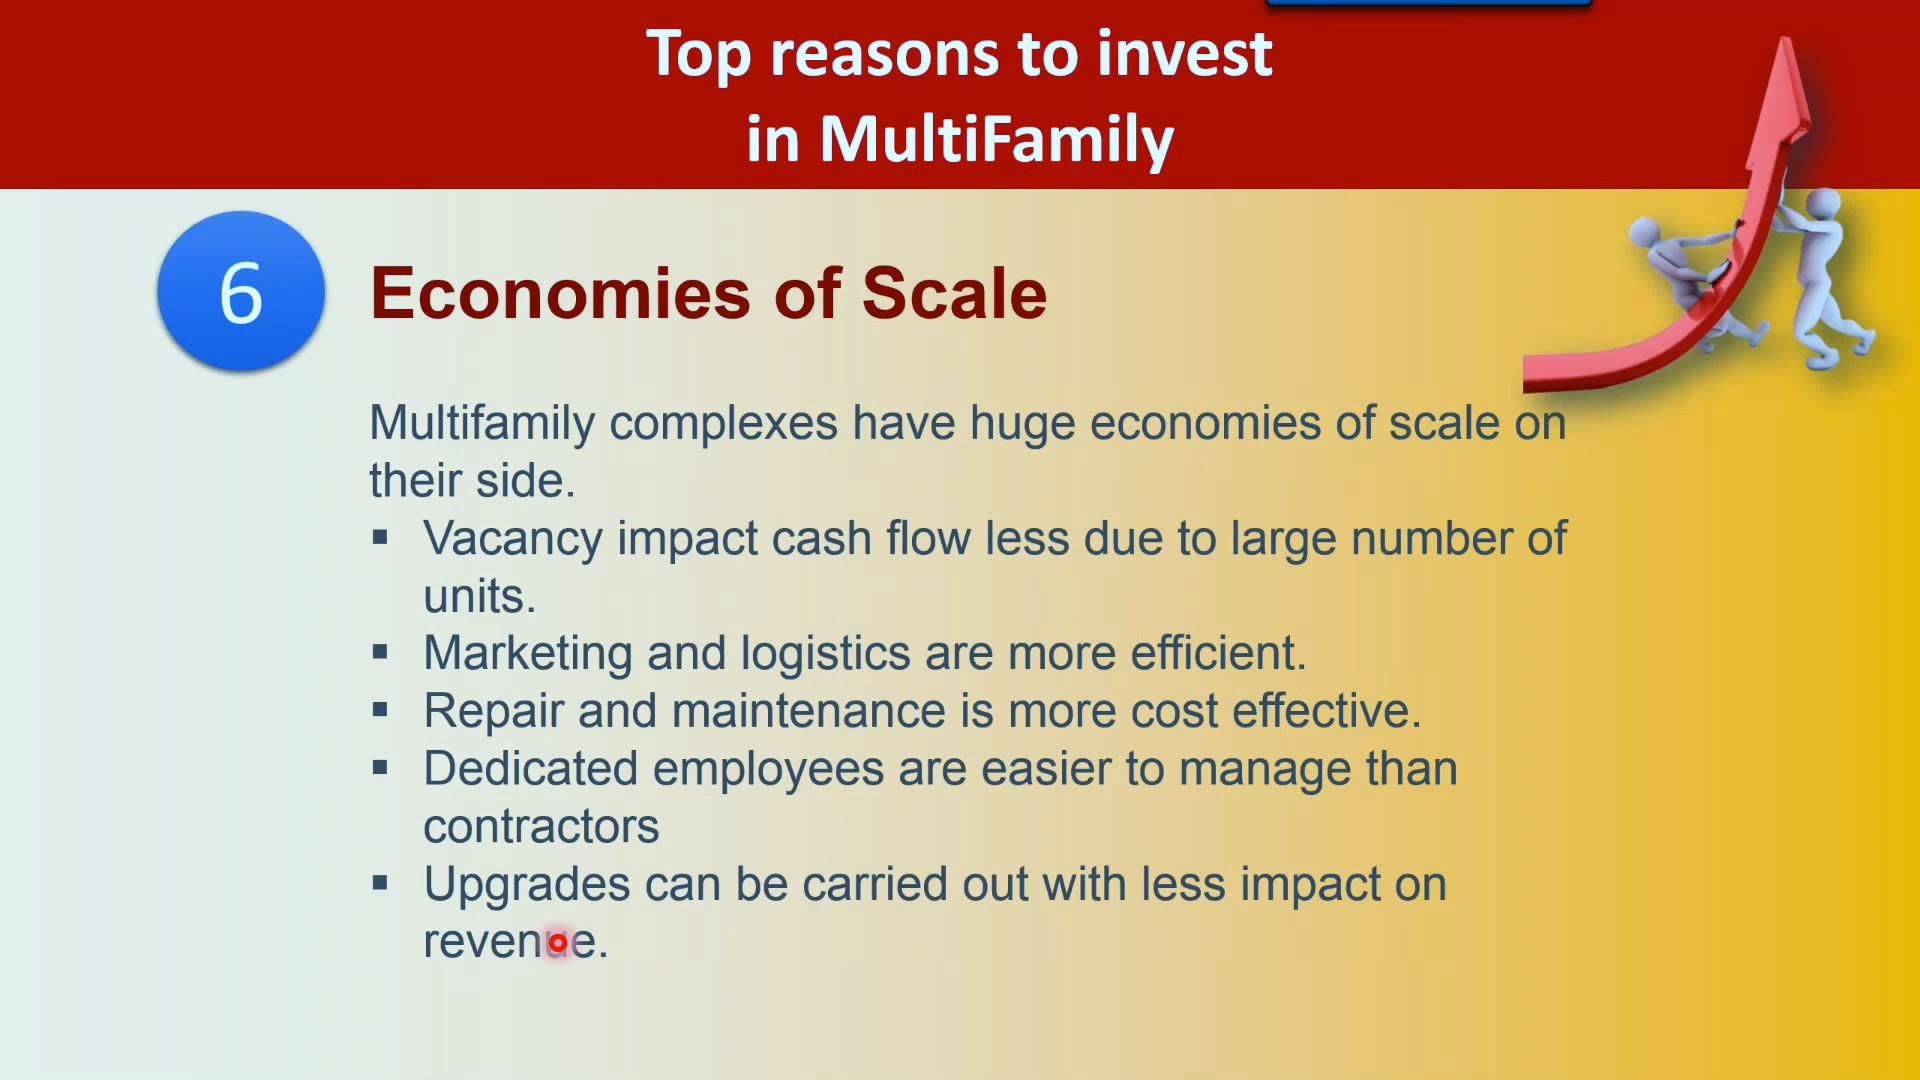 Top reasons to invest
in MultiFamily
6
Economies of Scale
Multifamily complexes have huge economies of scale on
their side.
▪ Vacancy impact cash flow less due to large number of
units.
▪ Marketing and logistics are more efficient.
▪ Repair and maintenance is more cost effective.
▪ Dedicated employees are easier to manage than
contractors
▪ Upgrades can be carried out with less impact on
revenue.